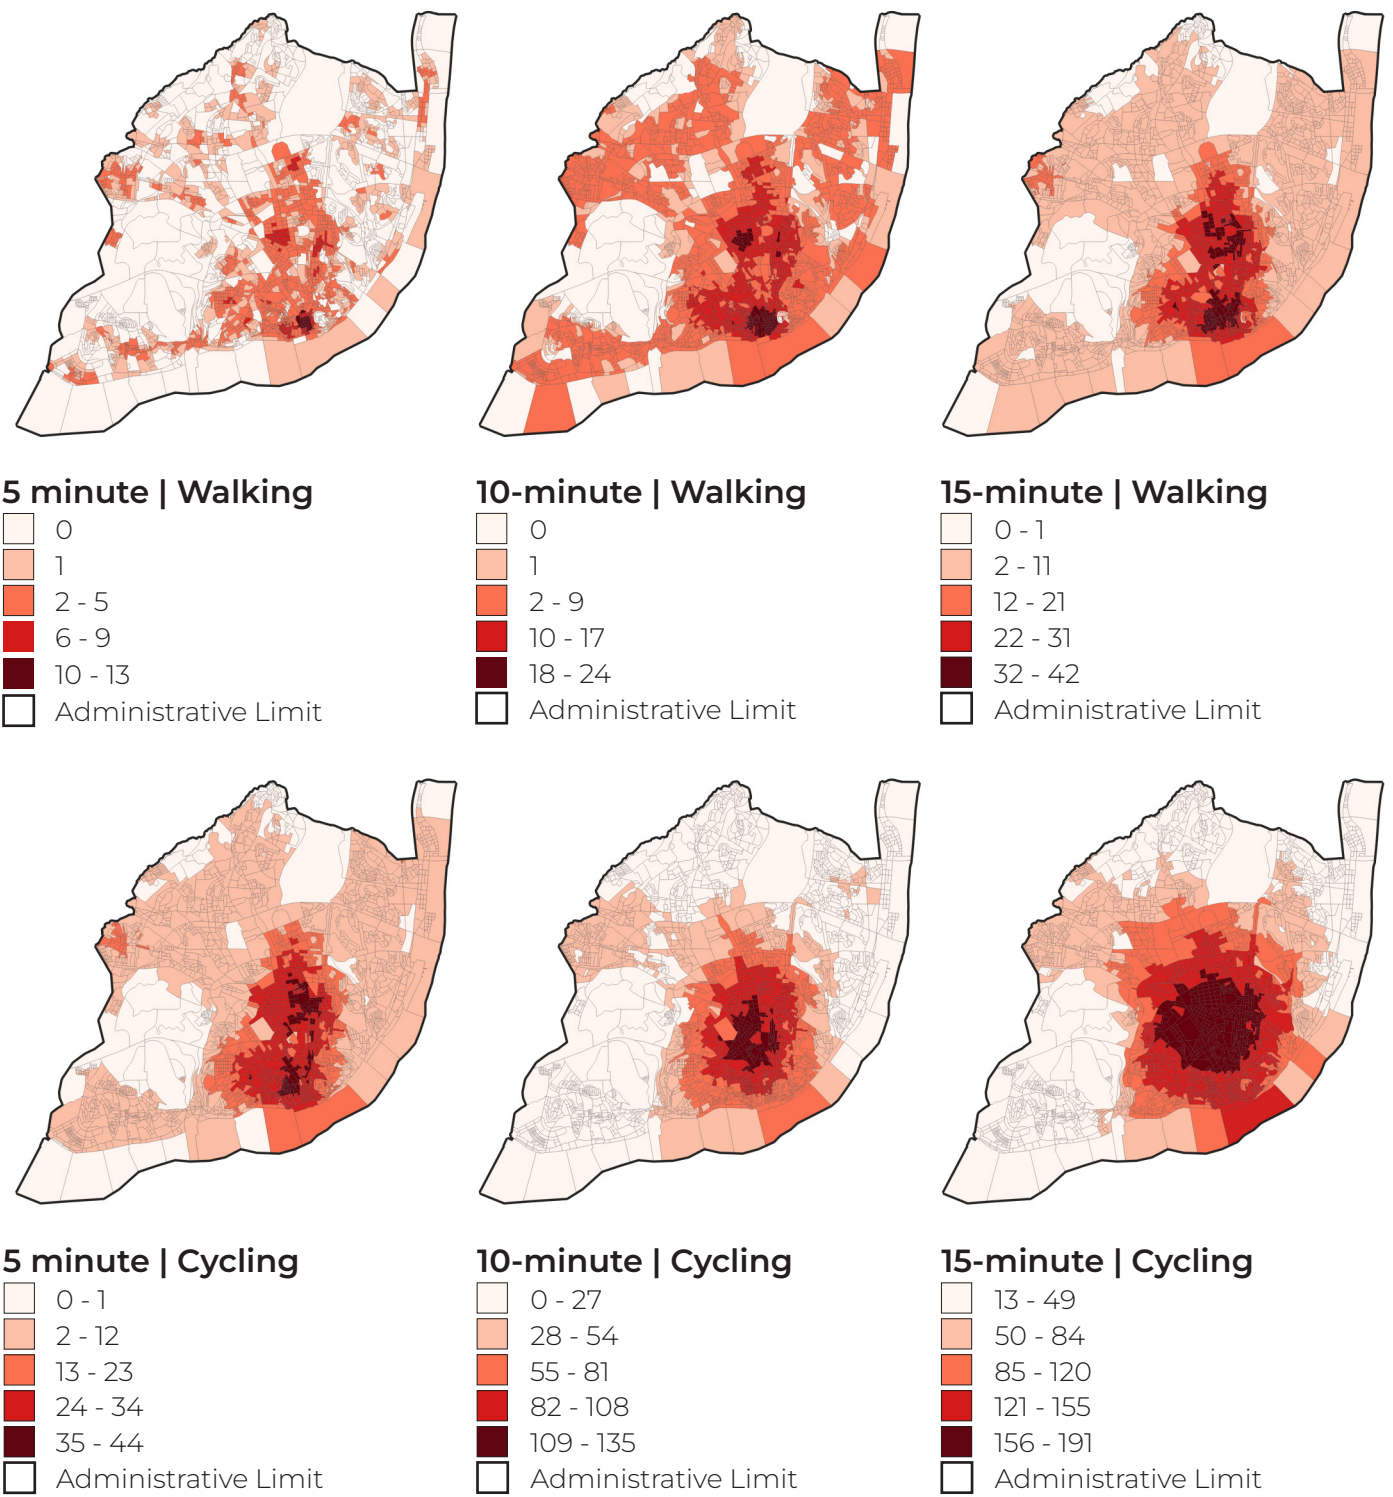 5 minute | Walking
0
1
2 - 5
6 - 9
10 - 13
Administrative Limit
10-minute | Walking
0
1
2 - 9
10 - 17
18 - 24
Administrative Limit
15-minute | Walking
0 - 1
2 - 11
12 - 21
22 - 31
32 - 42
Administrative Limit
5 minute | Cycling
0 - 1
2 - 12
13 - 23
24 - 34
35 - 44
Administrative Limit
10-minute | Cycling
0 - 27
28 - 54
55 - 81
82 - 108
109 - 135
Administrative Limit
15-minute | Cycling
13 - 49
50 - 84
85 - 120
121 - 155
156 - 191
Administrative Limit